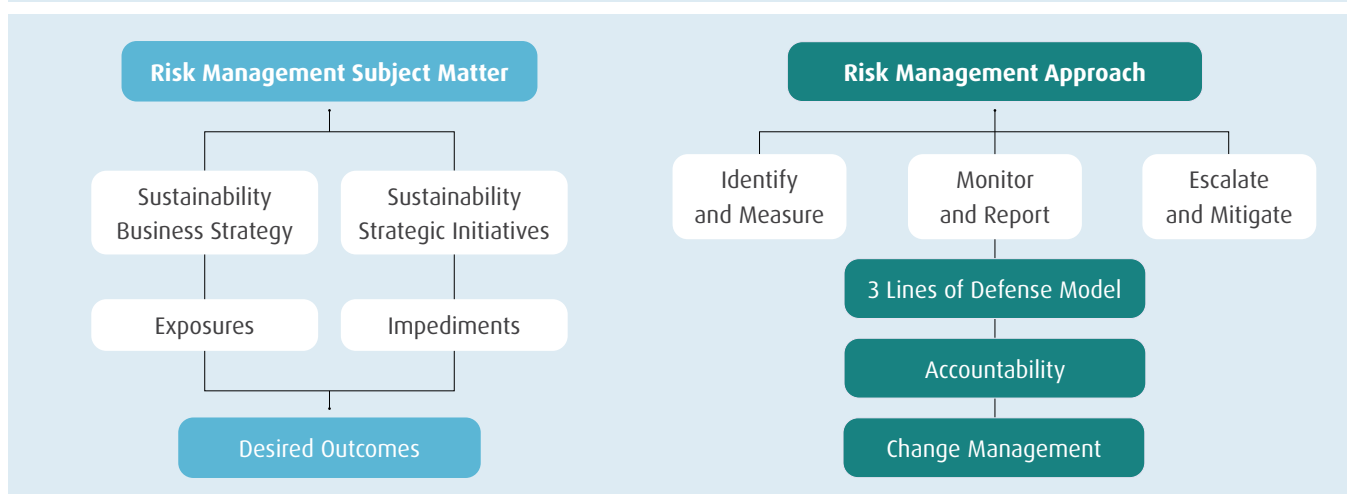 Risk Management Subject Matter
Sustainability
Business Strategy
Sustainability
Strategic Initiatives
Exposures
Impediments
Desired Outcomes
Risk Management Approach
Identify
and Measure
Monitor
and Report
Escalate
and Mitigate
3 Lines of Defense Model
Accountability
Change Management